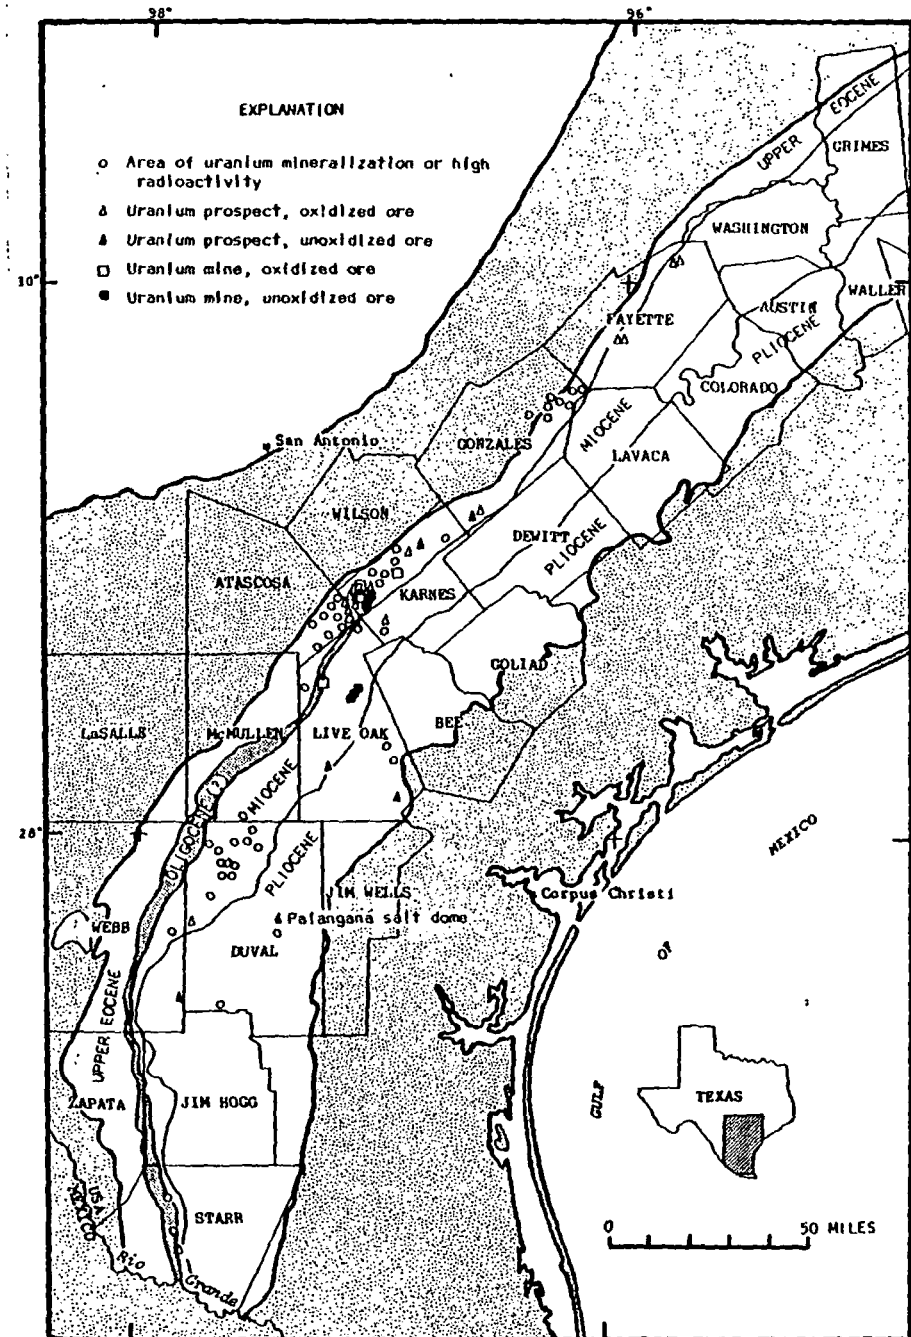 98°
96°
EXPLANATION
o Area of uranium mineralization or high
radioactivity
Uranium prospect, oxidized ore
Uranium prospect, unoxidized ore
Uranium mine, oxidized ore
Uranium mine, unoxidized ore
UPPER EOCENE
GRIMES
WASHINGTON
30°
WALLER
AUSTIN
FAYETTE
PLIOCENE
COLORADO
MIOCENE
San Antonio
GONZALES
LAVACA
WILSON
DEWITT
PLIOCENE
ATASCOSA
KARNES
GOLIAD
BEE
LaSALLE
McMULLEN
LIVE OAK
MIOCENE
OLIGOCENE(?)
28°
MEXICO
PLIOCENE
JIM WELLS
Corpus Christi
Palangana salt dome
WEBB
DUVAL
OF
UPPER EOCENE
GULF
TEXAS
ZAPATA
JIM HOGG
USA
MEXICO
STARR
0 50 MILES
Rio Grande